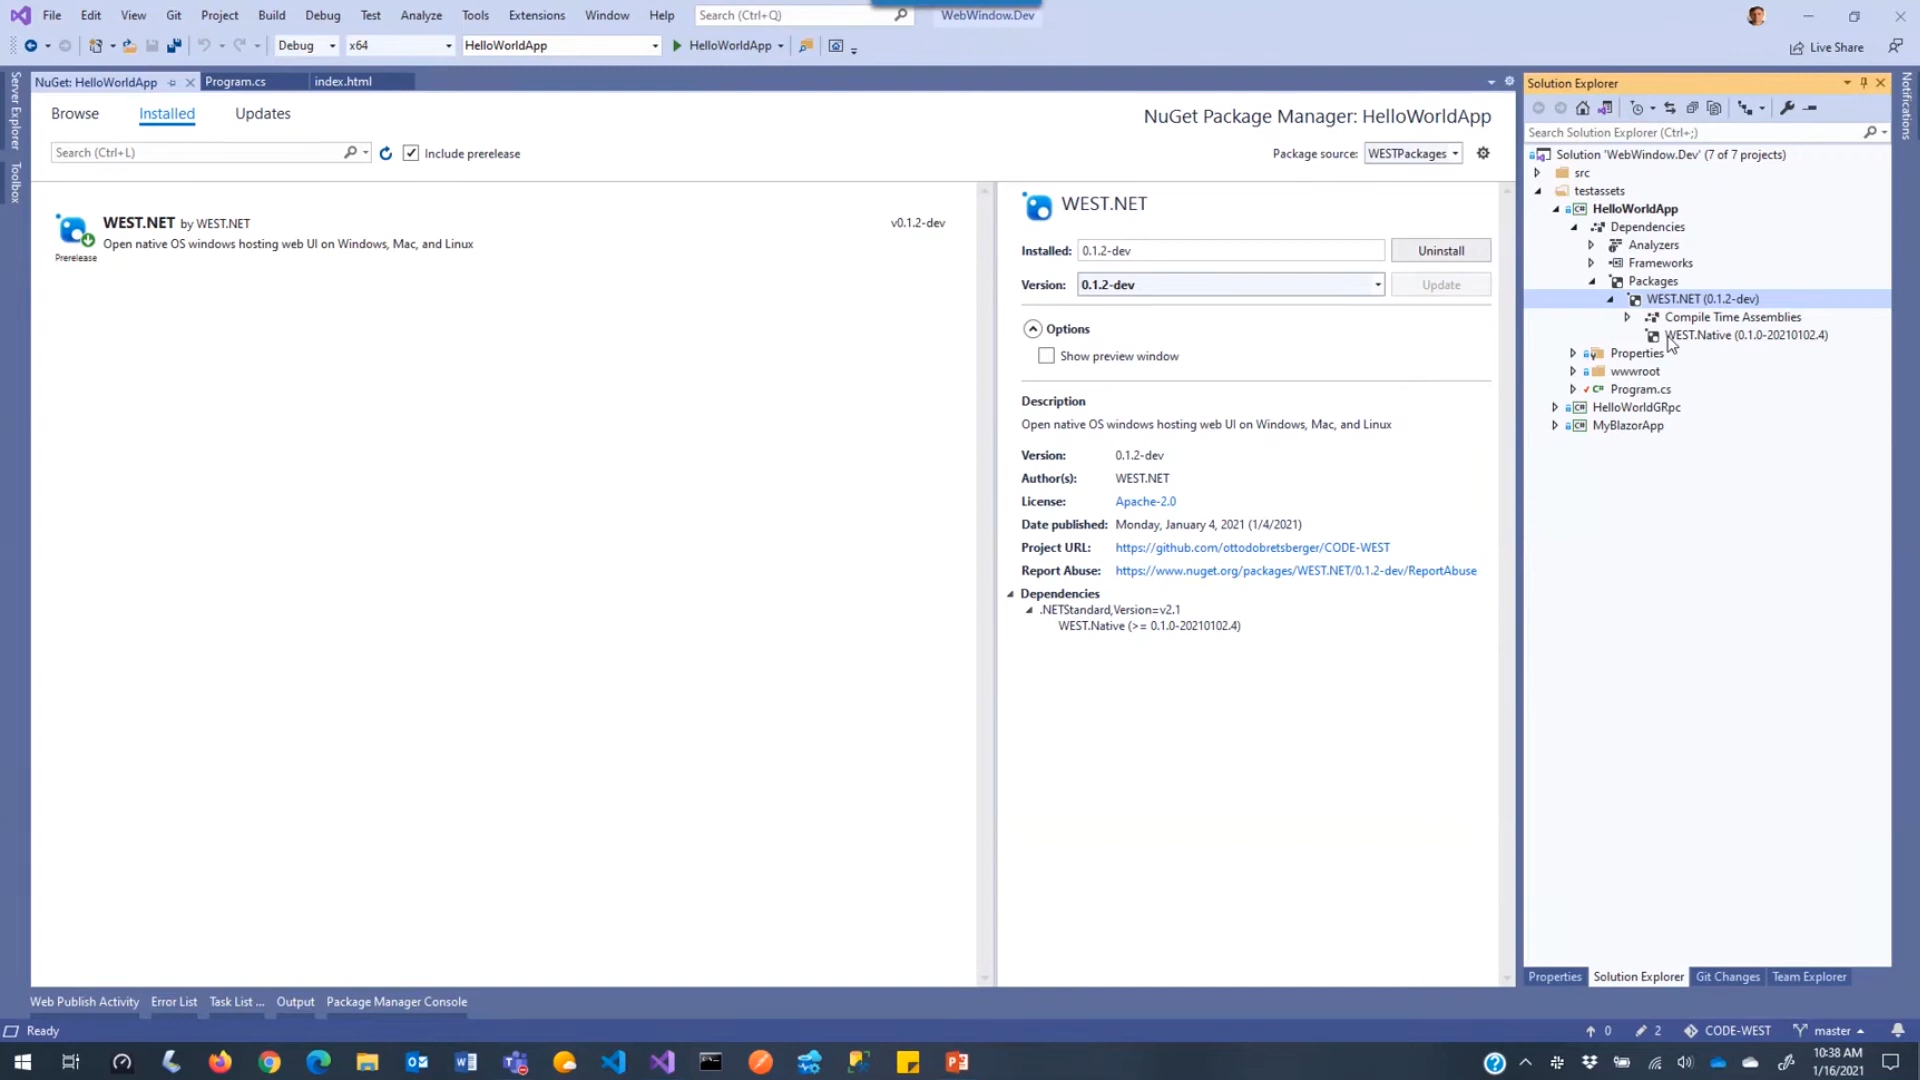 File Edit View Git Project Build Debug Test Analyze Tools Extensions Window Help Search (Ctrl+Q) WebWindow.Dev
Debug x64 HelloWorldApp HelloWorldApp Live Share
NuGet: HelloWorldApp Program.cs index.html
Server Explorer
Toolbox
Browse Installed Updates
NuGet Package Manager: HelloWorldApp
Search (Ctrl+L) Include prerelease
Package source: WESTPackages
WEST.NET by WEST.NET v0.1.2-dev
Open native OS windows hosting web UI on Windows, Mac, and Linux
Prerelease
WEST.NET
Installed: 0.1.2-dev Uninstall
Version: 0.1.2-dev Update
Options
Show preview window
Description
Open native OS windows hosting web UI on Windows, Mac, and Linux
Version: 0.1.2-dev
Author(s): WEST.NET
License: Apache-2.0
Date published: Monday, January 4, 2021 (1/4/2021)
Project URL: https://github.com/ottodobretsberger/CODE-WEST
Report Abuse: https://www.nuget.org/packages/WEST.NET/0.1.2-dev/ReportAbuse
Dependencies
.NETStandard,Version=v2.1
WEST.Native (>= 0.1.0-20210102.4)
Solution Explorer
Search Solution Explorer (Ctrl+;)
Solution 'WebWindow.Dev' (7 of 7 projects)
src
testassets
HelloWorldApp
Dependencies
Analyzers
Frameworks
Packages
WEST.NET (0.1.2-dev)
Compile Time Assemblies
WEST.Native (0.1.0-20210102.4)
Properties
wwwroot
Program.cs
HelloWorldGRpc
MyBlazorApp
Notifications
Properties Solution Explorer Git Changes Team Explorer
Web Publish Activity Error List Task List ... Output Package Manager Console
Ready 0 2 CODE-WEST master
10:38 AM
1/16/2021